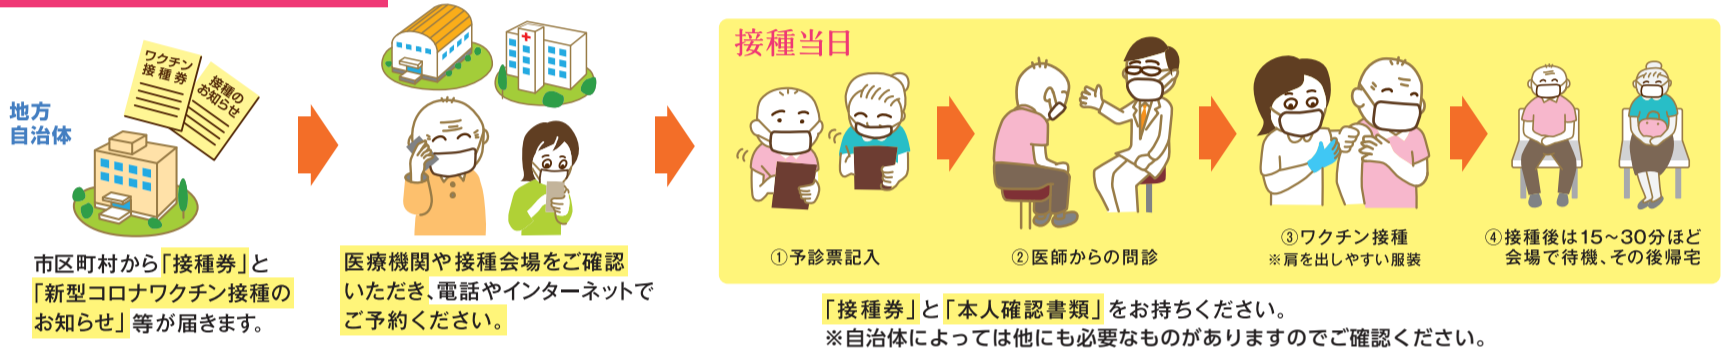 ワクチン
接種券
接種の
お知らせ
地方
自治体
市区町村から「接種券」と
「新型コロナワクチン接種の
お知らせ」等が届きます。
医療機関や接種会場をご確認
いただき、電話やインターネットで
ご予約ください。
接種当日
①予診票記入
②医師からの問診
③ワクチン接種
※肩を出しやすい服装
④接種後は15～30分ほど
会場で待機、その後帰宅
「接種券」と「本人確認書類」をお持ちください。
※自治体によっては他にも必要なものがありますのでご確認ください。